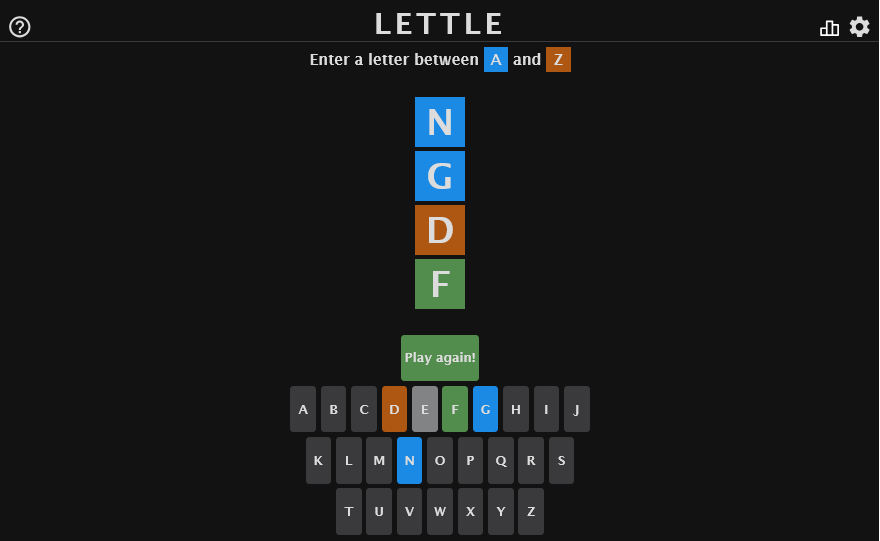 LETTLE
Enter a letter between A and Z
N
G
D
F
Play again!
A B C D E F G H I J
K L M N O P Q R S
T U V W X Y Z